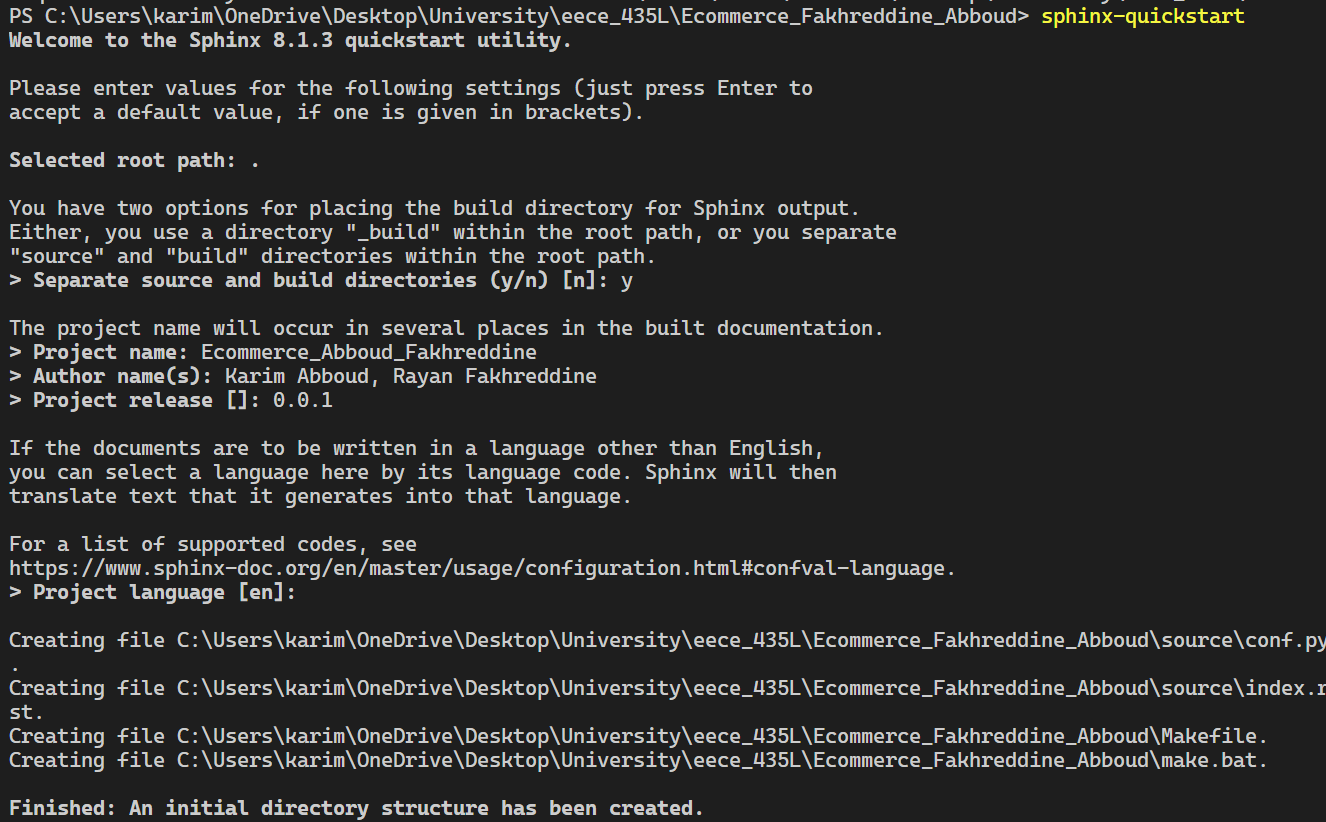 PS C:\Users\karim\OneDrive\Desktop\University\eece_435L\Ecommerce_Fakhreddine_Abboud> sphinx-quickstart
Welcome to the Sphinx 8.1.3 quickstart utility.
Please enter values for the following settings (just press Enter to
accept a default value, if one is given in brackets).
Selected root path: .
You have two options for placing the build directory for Sphinx output.
Either, you use a directory "_build" within the root path, or you separate
"source" and "build" directories within the root path.
> Separate source and build directories (y/n) [n]: y
The project name will occur in several places in the built documentation.
> Project name: Ecommerce_Abboud_Fakhreddine
> Author name(s): Karim Abboud, Rayan Fakhreddine
> Project release []: 0.0.1
If the documents are to be written in a language other than English,
you can select a language here by its language code. Sphinx will then
translate text that it generates into that language.
For a list of supported codes, see
https://www.sphinx-doc.org/en/master/usage/configuration.html#confval-language.
> Project language [en]:
Creating file C:\Users\karim\OneDrive\Desktop\University\eece_435L\Ecommerce_Fakhreddine_Abboud\source\conf.py
.
Creating file C:\Users\karim\OneDrive\Desktop\University\eece_435L\Ecommerce_Fakhreddine_Abboud\source\index.r
st.
Creating file C:\Users\karim\OneDrive\Desktop\University\eece_435L\Ecommerce_Fakhreddine_Abboud\Makefile.
Creating file C:\Users\karim\OneDrive\Desktop\University\eece_435L\Ecommerce_Fakhreddine_Abboud\make.bat.
Finished: An initial directory structure has been created.